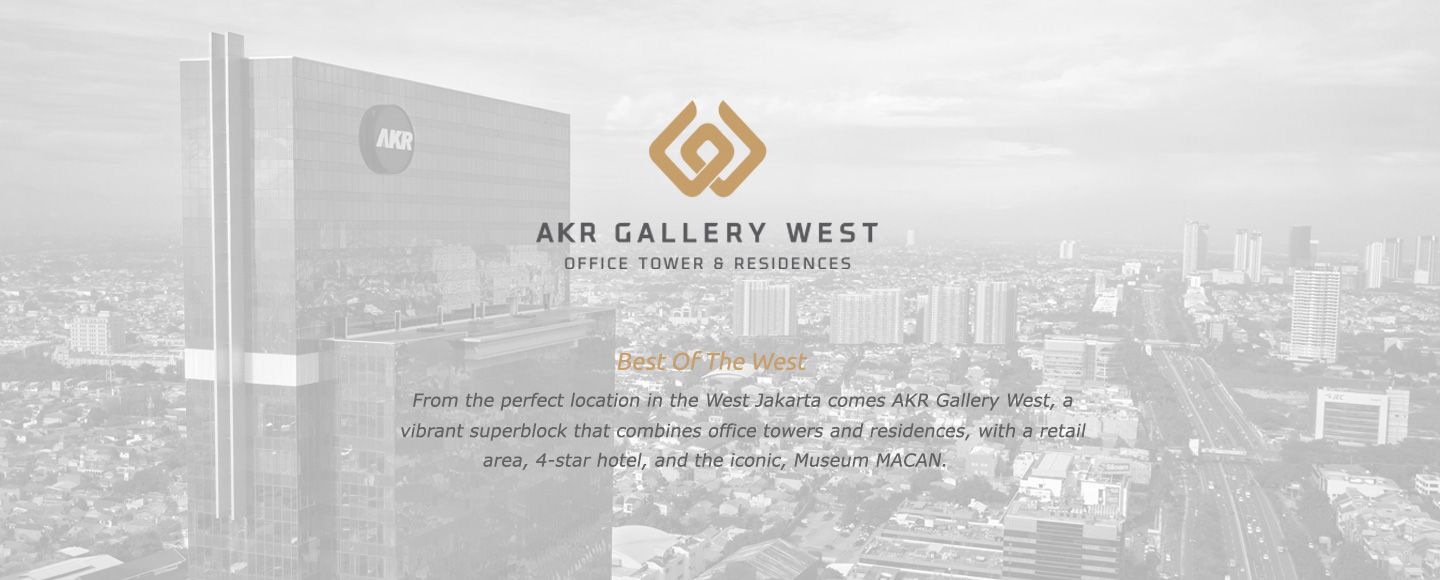 AKR
AKR GALLERY WEST
OFFICE TOWER & RESIDENCES
Best Of The West
From the perfect location in the West Jakarta comes AKR Gallery West, a
vibrant superblock that combines office towers and residences, with a retail
area, 4-star hotel, and the iconic, Museum MACAN.